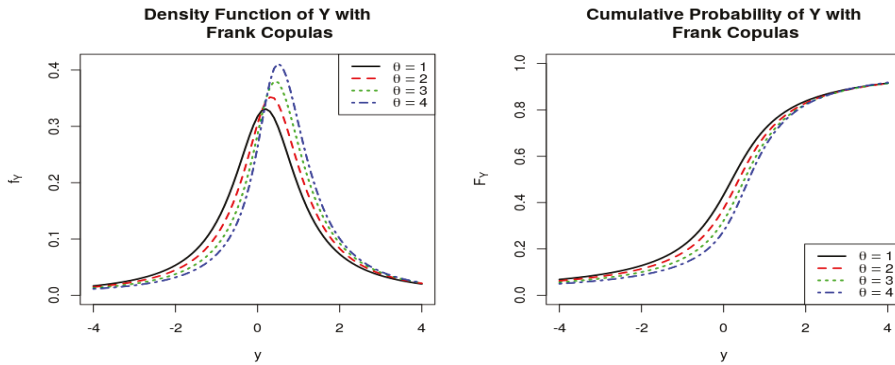 Density Function of Y with
Frank Copulas
f_Y
0.0
0.1
0.2
0.3
0.4
-4
-2
0
2
4
y
θ = 1
θ = 2
θ = 3
θ = 4
Cumulative Probability of Y with
Frank Copulas
F_Y
0.0
0.2
0.4
0.6
0.8
1.0
-4
-2
0
2
4
y
θ = 1
θ = 2
θ = 3
θ = 4